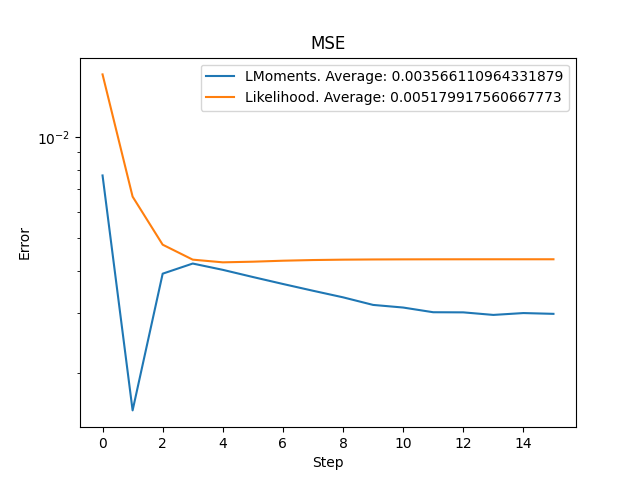 MSE
LMoments. Average: 0.003566110964331879
Likelihood. Average: 0.005179917560667773
10⁻²
Error
0 2 4 6 8 10 12 14
Step